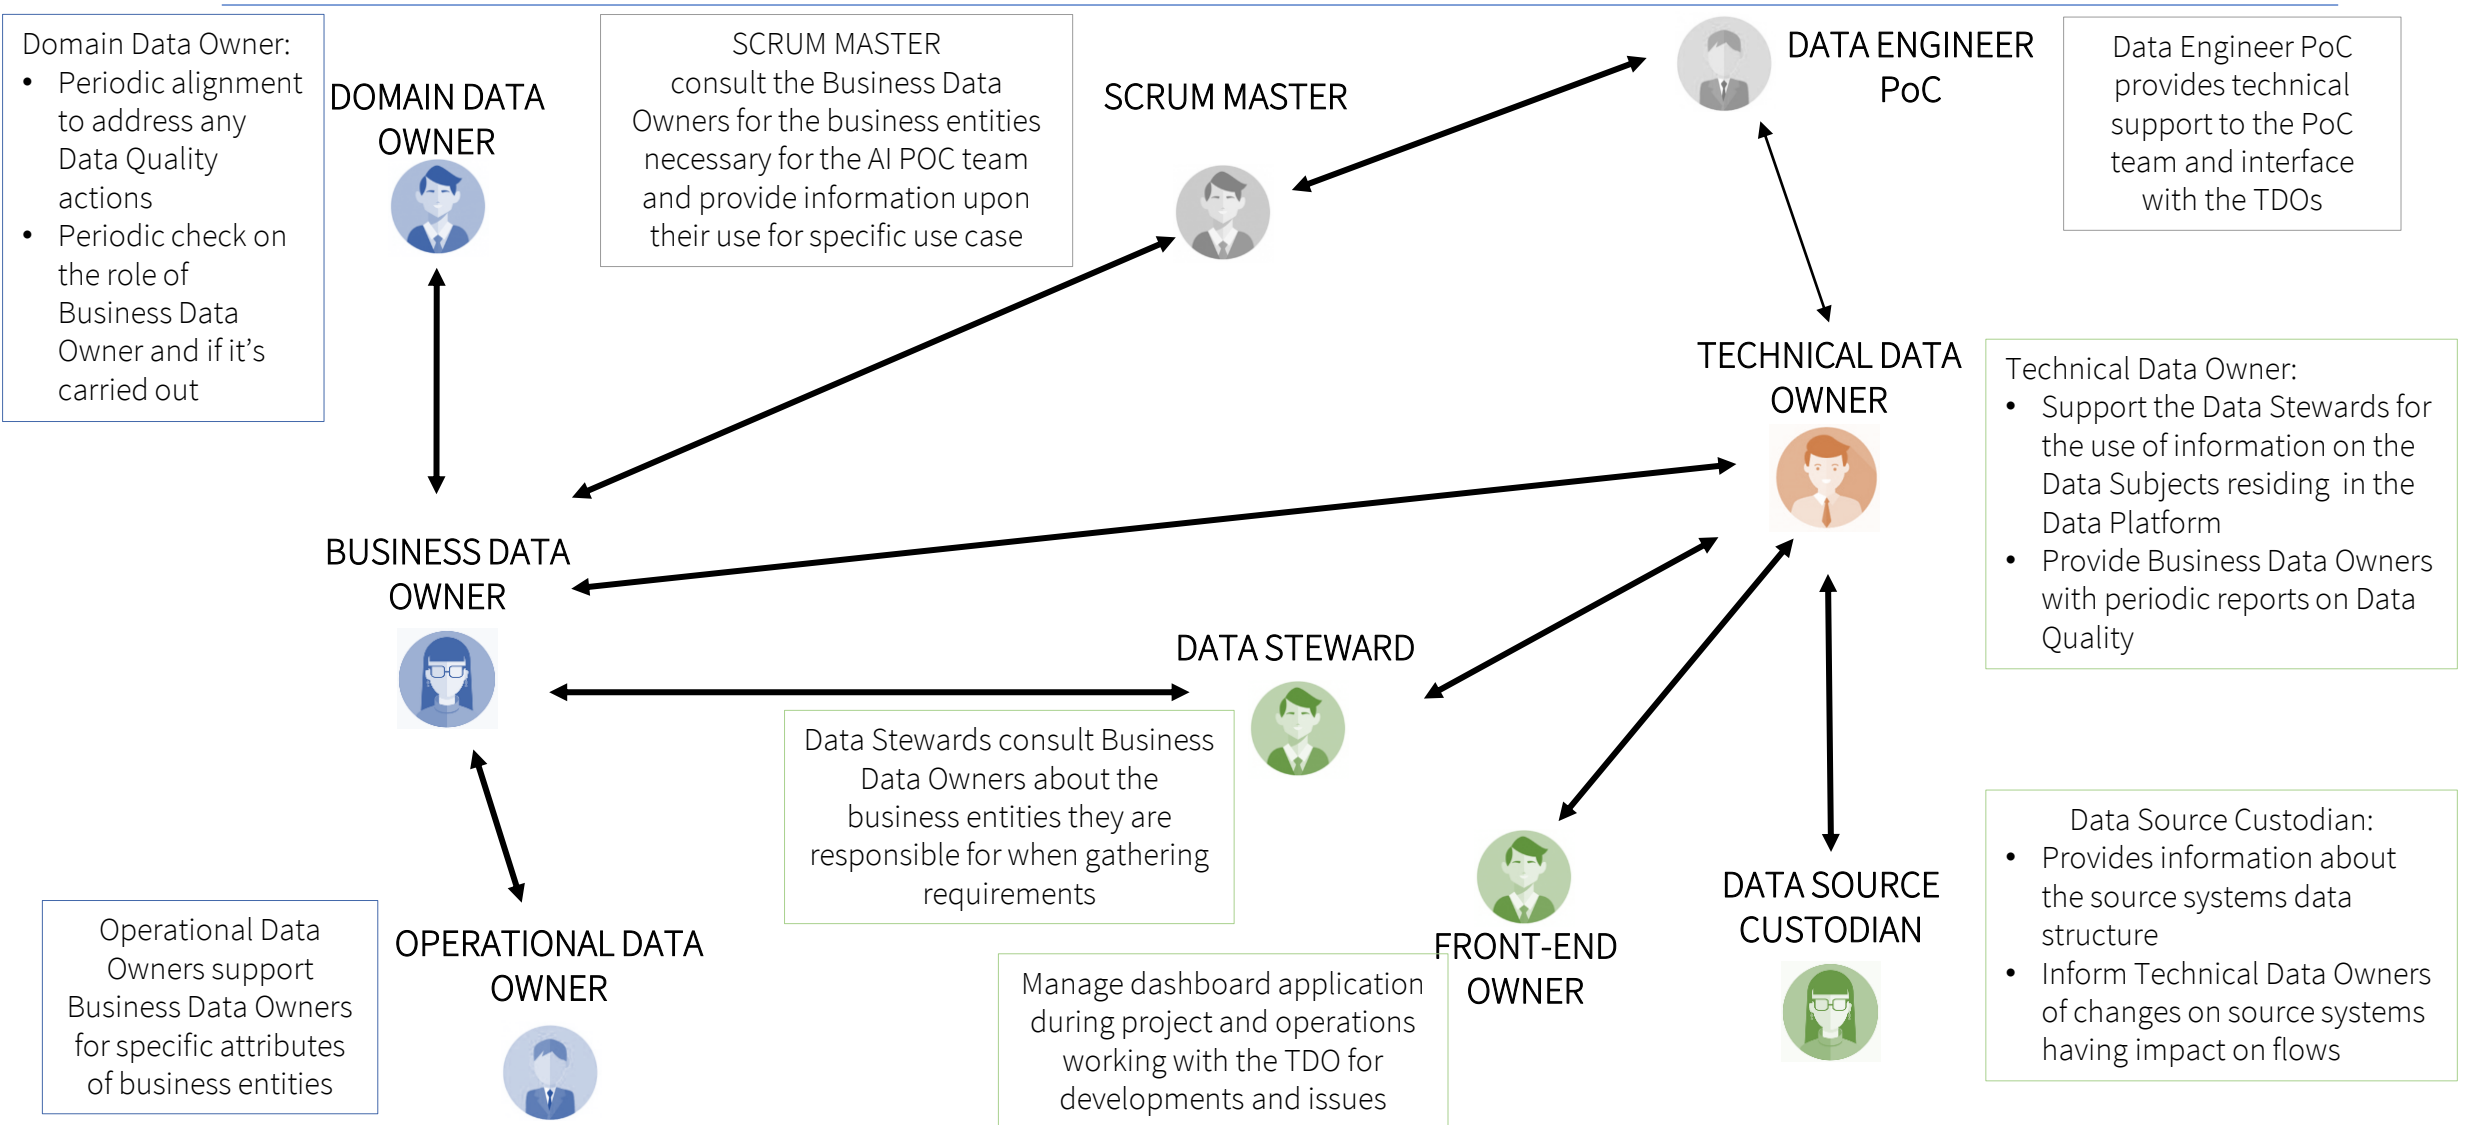 Domain Data Owner:
• Periodic alignment
to address any
Data Quality
actions
• Periodic check on
the role of
Business Data
Owner and if it’s
carried out
DOMAIN DATA
OWNER
SCRUM MASTER
consult the Business Data
Owners for the business entities
necessary for the AI POC team
and provide information upon
their use for specific use case
SCRUM MASTER
DATA ENGINEER
PoC
Data Engineer PoC
provides technical
support to the PoC
team and interface
with the TDOs
TECHNICAL DATA
OWNER
Technical Data Owner:
• Support the Data Stewards for
the use of information on the
Data Subjects residing in the
Data Platform
• Provide Business Data Owners
with periodic reports on Data
Quality
BUSINESS DATA
OWNER
DATA STEWARD
Data Stewards consult Business
Data Owners about the
business entities they are
responsible for when gathering
requirements
Operational Data
Owners support
Business Data Owners
for specific attributes
of business entities
OPERATIONAL DATA
OWNER
Manage dashboard application
during project and operations
working with the TDO for
developments and issues
FRONT-END
OWNER
DATA SOURCE
CUSTODIAN
Data Source Custodian:
• Provides information about
the source systems data
structure
• Inform Technical Data Owners
of changes on source systems
having impact on flows